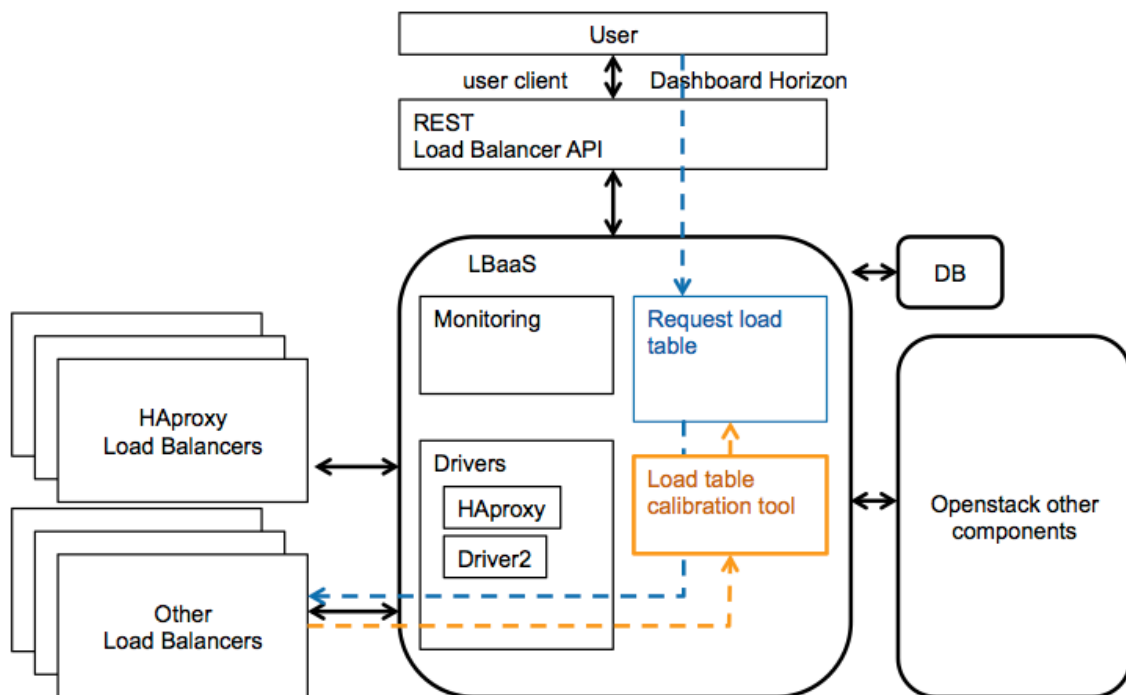 User
user client
Dashboard Horizon
REST
Load Balancer API
LBaaS
DB
Monitoring
Request load
table
HAproxy
Load Balancers
Drivers
HAproxy
Driver2
Load table
calibration tool
Openstack other
components
Other
Load Balancers